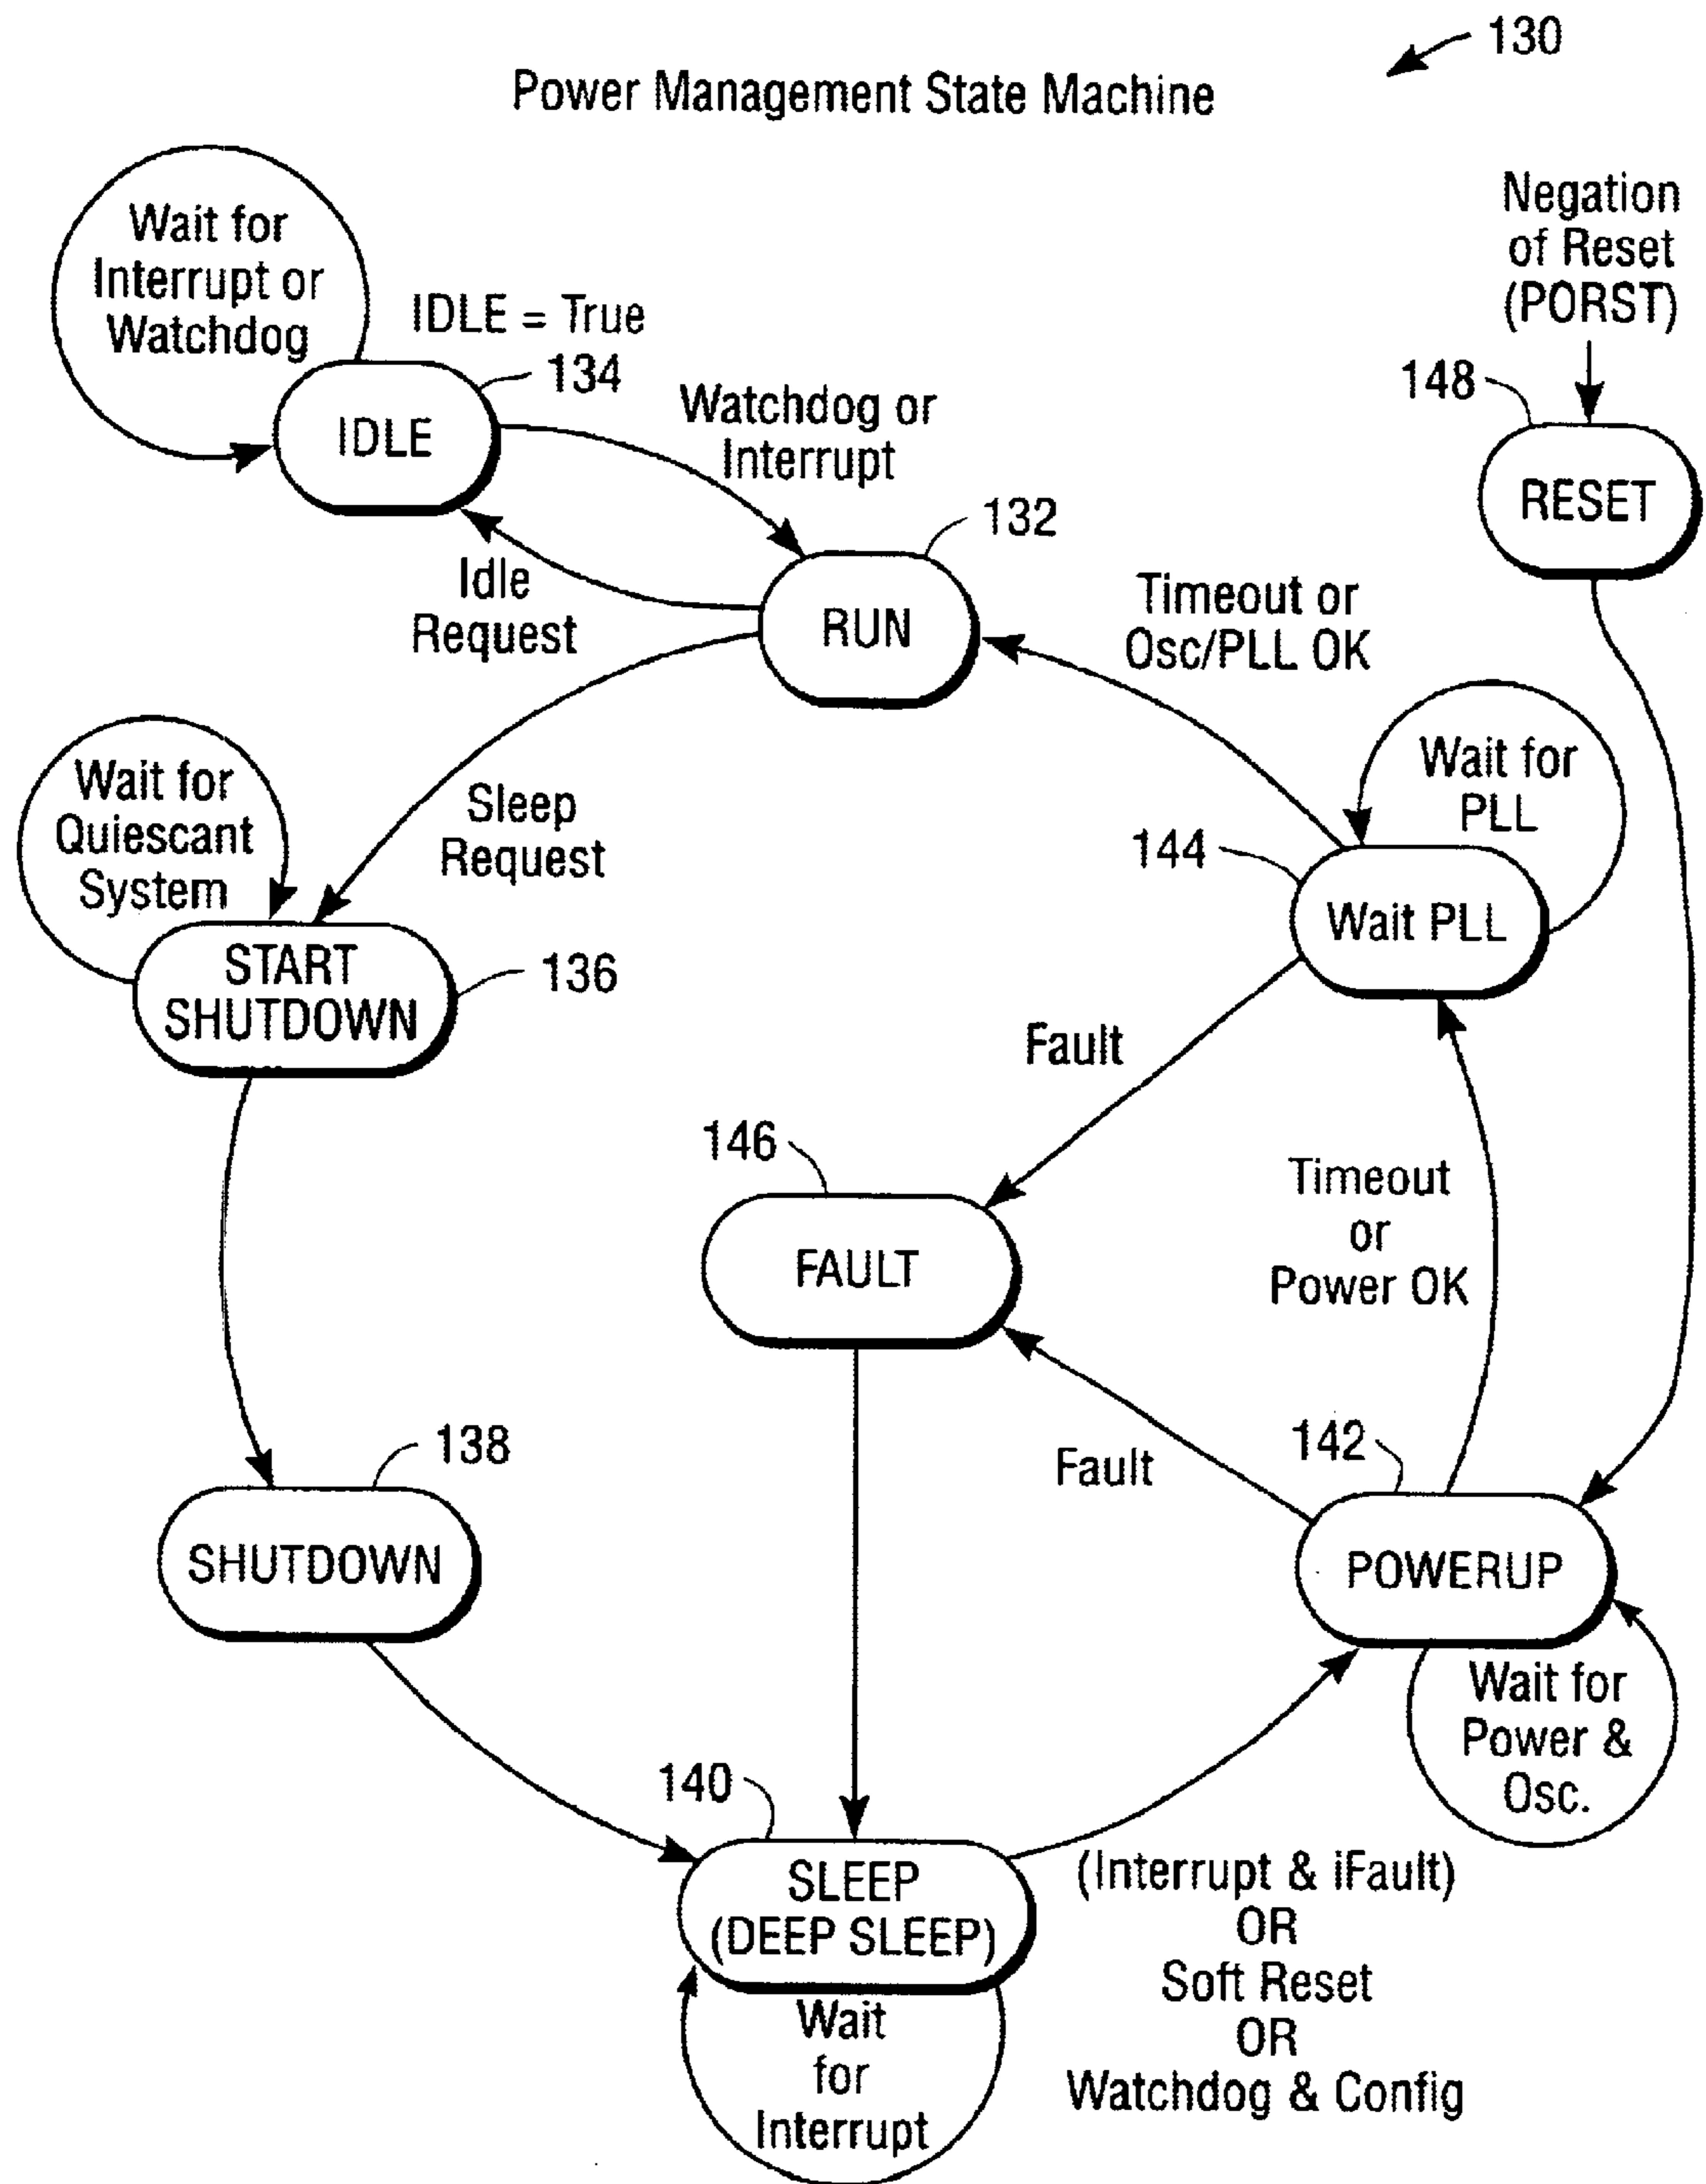 130
Power Management State Machine
Negation
of Reset
(PORST)
Wait for
Interrupt or
Watchdog
IDLE = True
134
148
IDLE
Watchdog or
Interrupt
RESET
132
Idle
Request
RUN
Timeout or
Osc/PLL OK
Wait for
Quiescant
System
Sleep
Request
Wait for
PLL
144
Wait PLL
START
SHUTDOWN
136
Fault
146
Timeout
or
Power OK
FAULT
138
Fault
142
SHUTDOWN
POWERUP
Wait for
Power &
Osc.
140
SLEEP
(DEEP SLEEP)
(Interrupt & iFault)
OR
Soft Reset
OR
Watchdog & Config
Wait
for
Interrupt